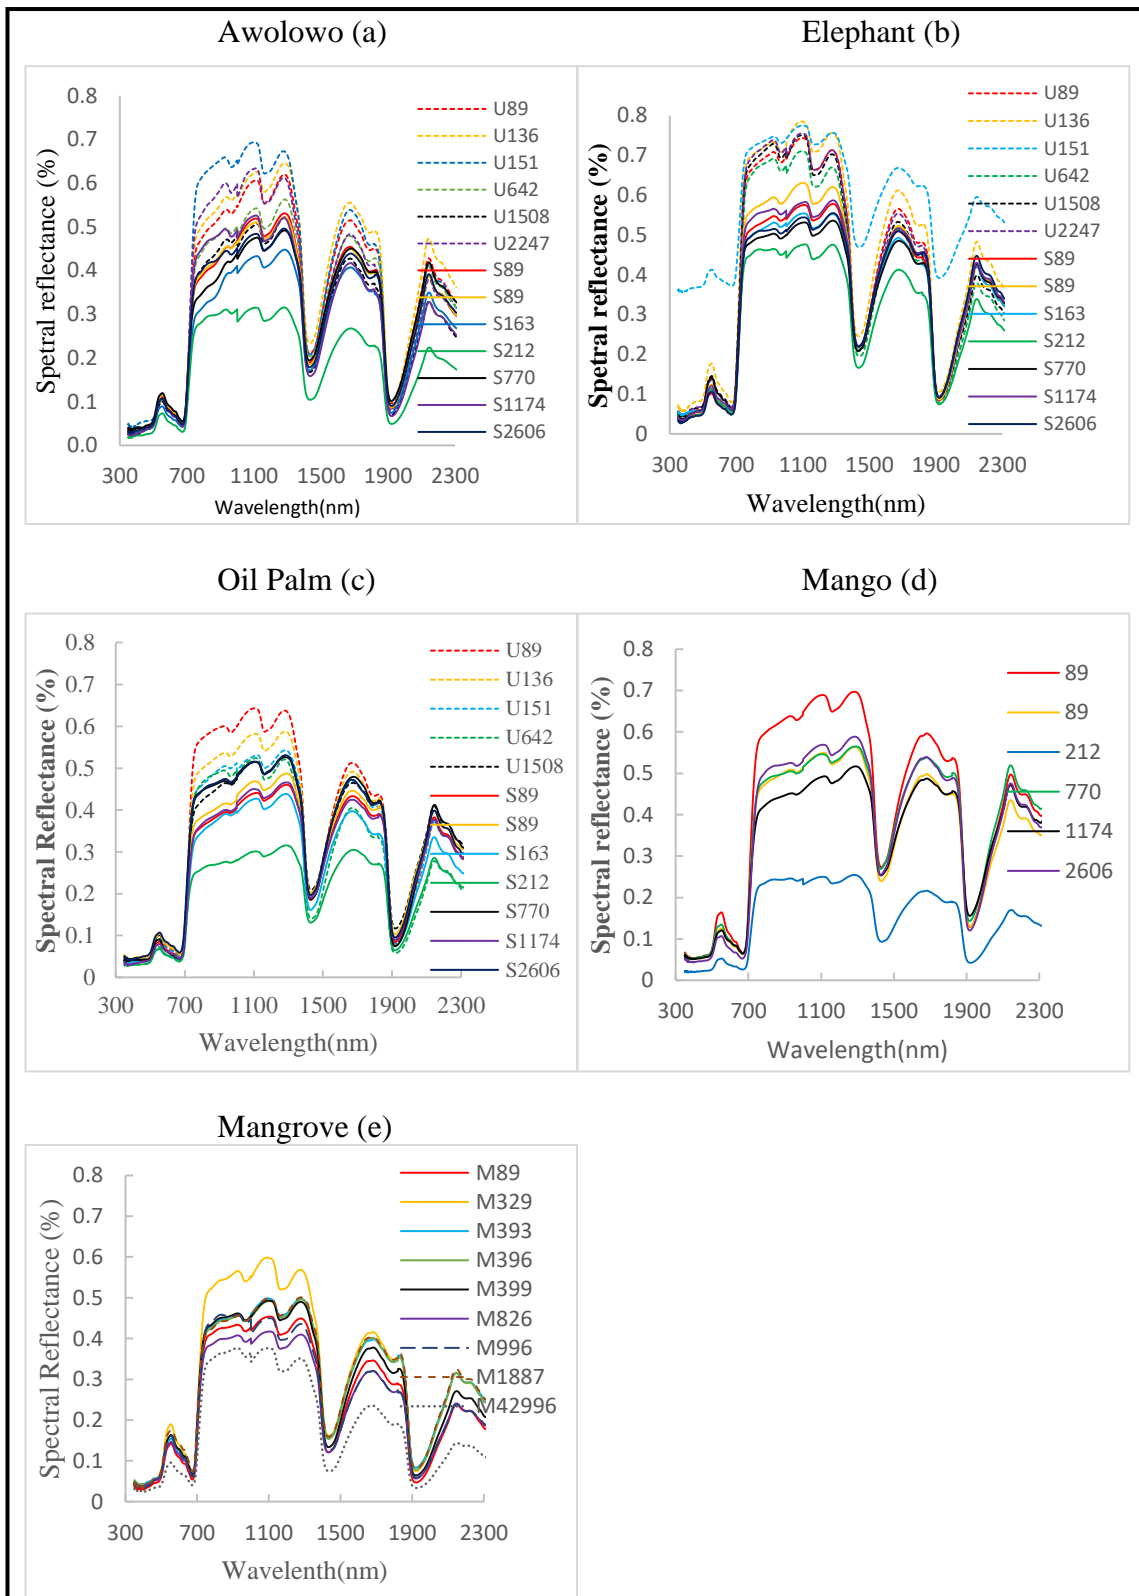 Awolowo (a)
Elephant (b)
Spetral reflectance (%)
0.8
0.7
0.6
0.5
0.4
0.3
0.2
0.1
0.0
300 700 1100 1500 1900 2300
Wavelength(nm)
U89
U136
U151
U642
U1508
U2247
S89
S89
S163
S212
S770
S1174
S2606
Spetral reflectance (%)
0.8
0.7
0.6
0.5
0.4
0.3
0.2
0.1
0
300 700 1100 1500 1900 2300
Wavelength(nm)
U89
U136
U151
U642
U1508
U2247
S89
S89
S163
S212
S770
S1174
S2606
Oil Palm (c)
Mango (d)
Spectral Reflectance (%)
0.8
0.7
0.6
0.5
0.4
0.3
0.2
0.1
0
300 700 1100 1500 1900 2300
Wavelength(nm)
U89
U136
U151
U642
U1508
S89
S89
S163
S212
S770
S1174
S2606
Spectral reflectance (%)
0.8
0.7
0.6
0.5
0.4
0.3
0.2
0.1
0
300 700 1100 1500 1900 2300
Wavelength(nm)
89
89
212
770
1174
2606
Mangrove (e)
Spectral Reflectance (%)
0.8
0.7
0.6
0.5
0.4
0.3
0.2
0.1
0
300 700 1100 1500 1900 2300
Wavelenth(nm)
M89
M329
M393
M396
M399
M826
M996
M1887
M42996